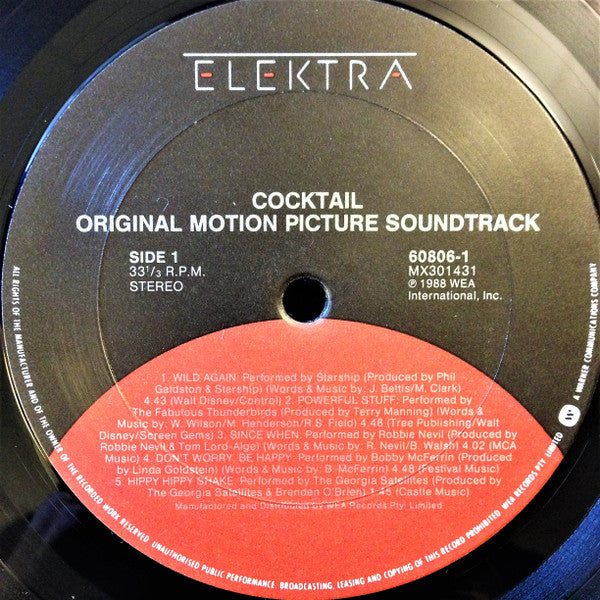 ELEKTRA
COCKTAIL
ORIGINAL MOTION PICTURE SOUNDTRACK
SIDE 1
33¹/₃ R.P.M.
STEREO
60806-1
MX301431
℗ 1988 WEA
International, Inc.
1. WILD AGAIN: Performed by Starship (Produced by Phil
Galdston & Starship) (Words & Music by: J. Bettis/M. Clark)
4.43 (Walt Disney/Control) 2. POWERFUL STUFF: Performed by
The Fabulous Thunderbirds (Produced by Terry Manning) (Words &
Music by: W. Wilson/M. Henderson/R.S. Field) 4.48 (Tree Publishing/Walt
Disney/Screen Gems) 3. SINCE WHEN: Performed by Robbie Nevil (Produced by
Robbie Nevil & Tom Lord-Alge) (Words & Music by: R. Nevil/B. Walsh) 4.02 (MCA
Music) 4. DON'T WORRY, BE HAPPY: Performed by Bobby McFerrin (Produced
by Linda Goldstein) (Words & Music by: B. McFerrin) 4.48 (Festival Music)
5. HIPPY HIPPY SHAKE: Performed by The Georgia Satellites (Produced by
The Georgia Satellites & Brenden O'Brien) 1.45 (Castle Music)
Manufactured and Distributed by WEA Records Pty. Limited
ALL RIGHTS OF THE MANUFACTURER AND OF THE OWNER OF THE RECORDED WORK RESERVED. UNAUTHORISED PUBLIC PERFORMANCE, BROADCASTING, LEASING AND COPYING OF THIS RECORD PROHIBITED. WEA RECORDS PTY. LIMITED
A WARNER COMMUNICATIONS COMPANY